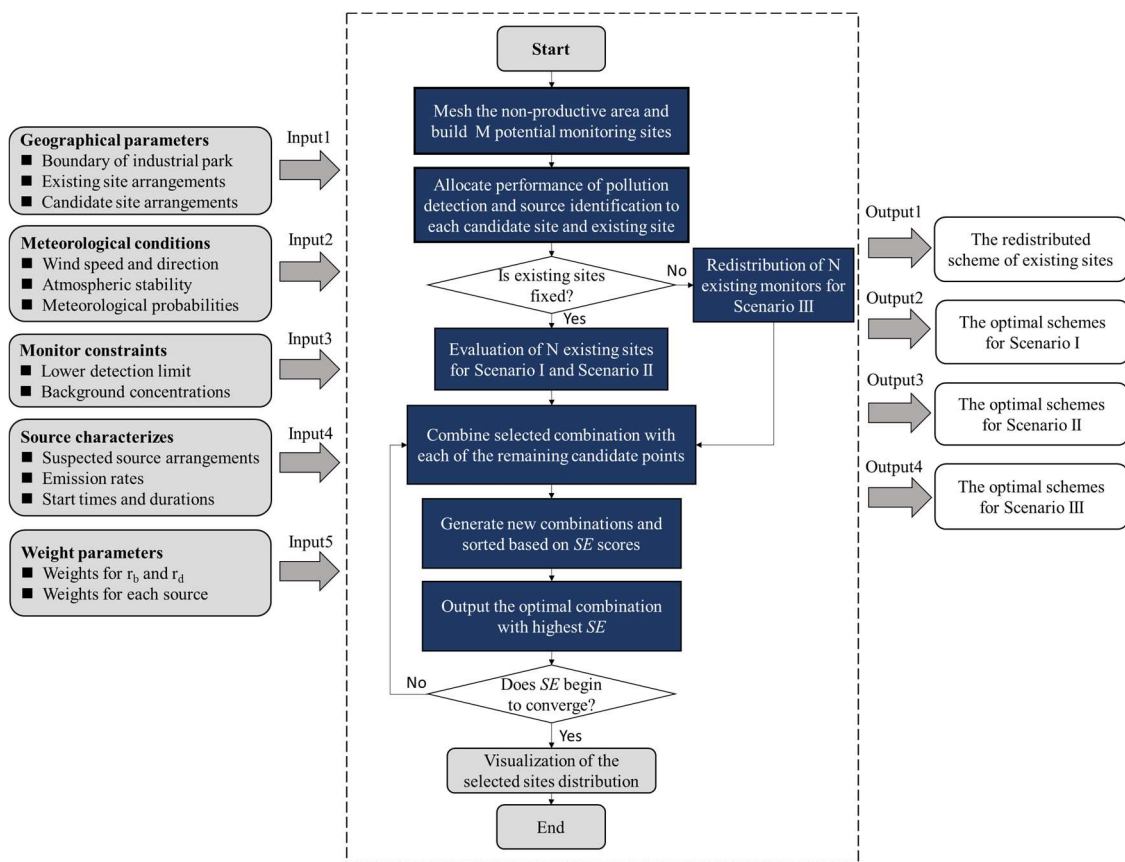 Geographical parameters
■ Boundary of industrial park
■ Existing site arrangements
■ Candidate site arrangements
Input1
Meteorological conditions
■ Wind speed and direction
■ Atmospheric stability
■ Meteorological probabilities
Input2
Monitor constraints
■ Lower detection limit
■ Background concentrations
Input3
Source characterizes
■ Suspected source arrangements
■ Emission rates
■ Start times and durations
Input4
Weight parameters
■ Weights for r_b and r_d
■ Weights for each source
Input5
Start
Mesh the non-productive area and
build M potential monitoring sites
Allocate performance of pollution
detection and source identification to
each candidate site and existing site
Is existing sites
fixed?
No
Redistribution of N
existing monitors for
Scenario III
Yes
Evaluation of N existing sites
for Scenario I and Scenario II
Combine selected combination with
each of the remaining candidate points
Generate new combinations and
sorted based on SE scores
Output the optimal combination
with highest SE
No
Does SE begin
to converge?
Yes
Visualization of the
selected sites distribution
End
Output1
The redistributed
scheme of existing sites
Output2
The optimal schemes
for Scenario I
Output3
The optimal schemes
for Scenario II
Output4
The optimal schemes
for Scenario III